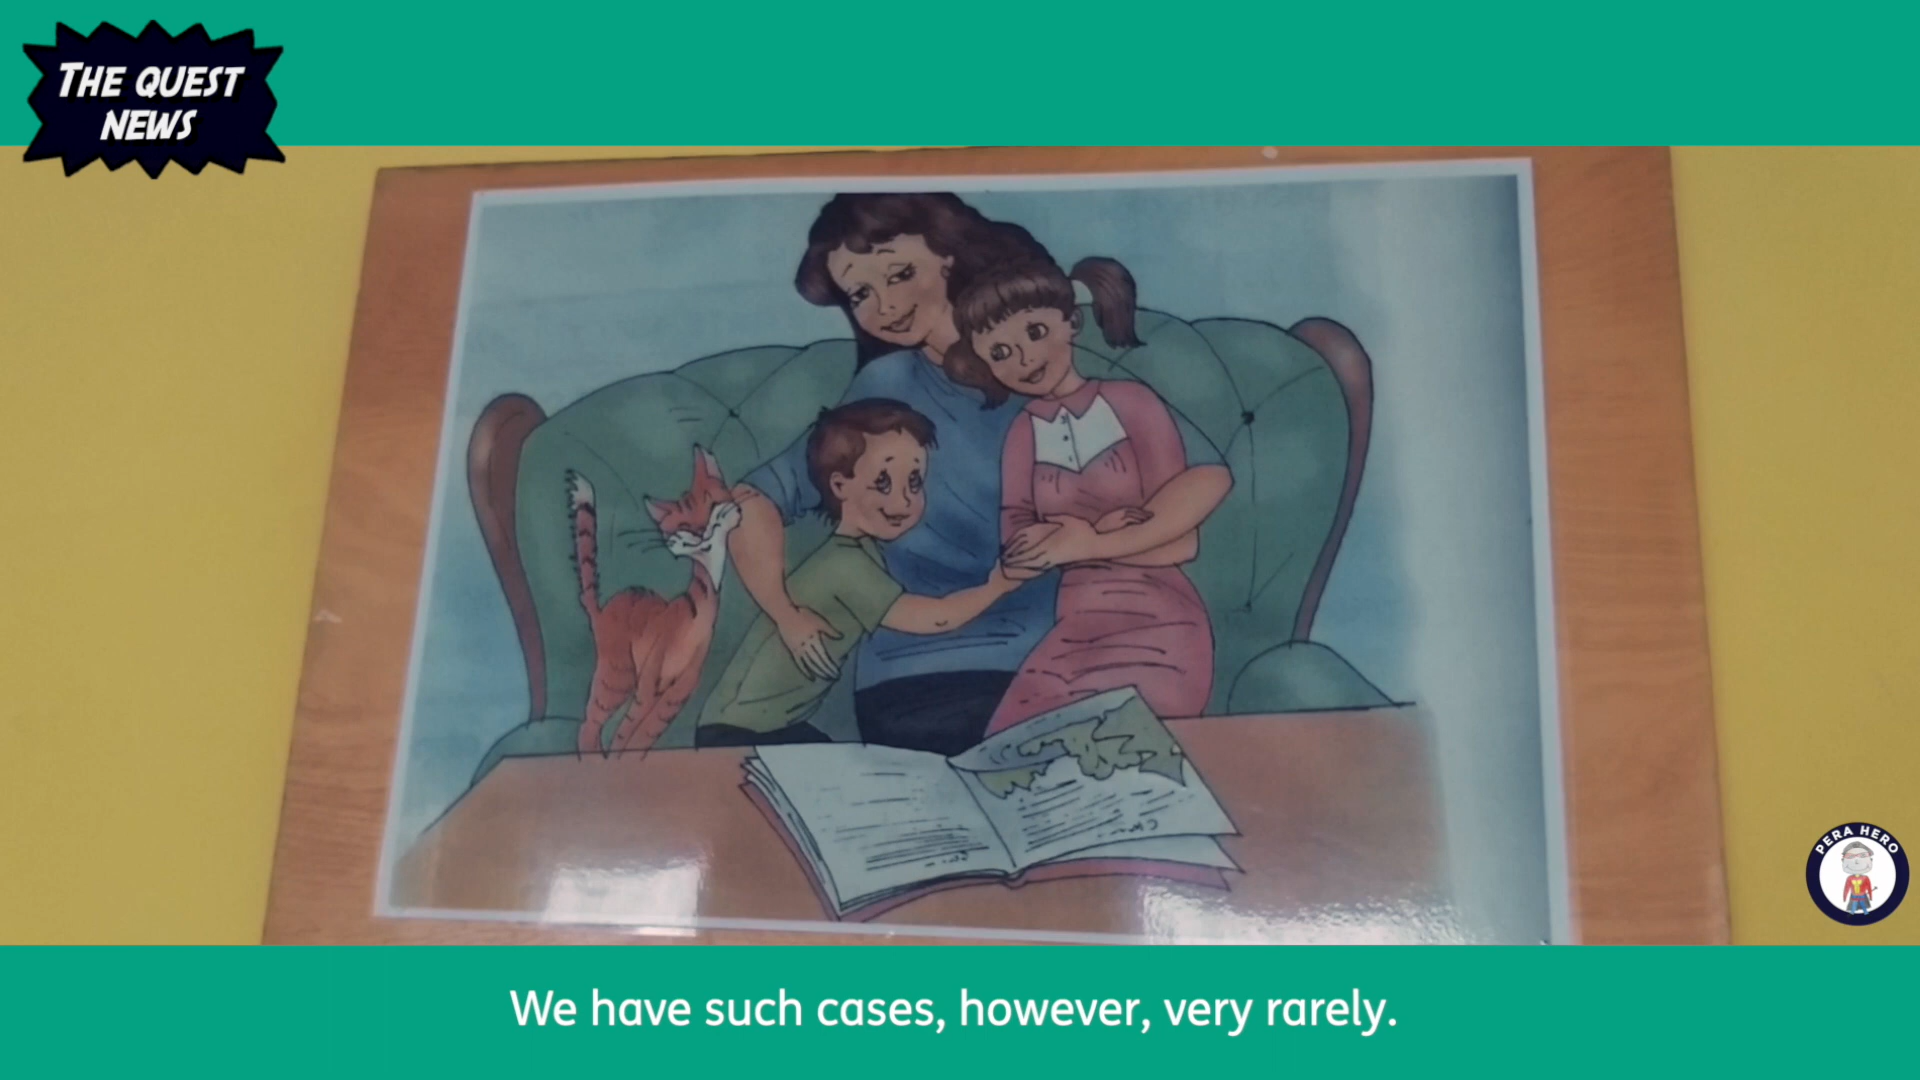 THE QUEST
NEWS
PERA HERO
We have such cases, however, very rarely.